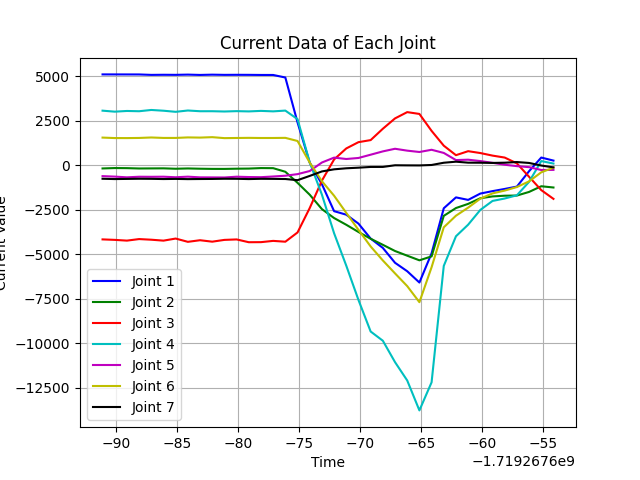 Current Data of Each Joint
5000
2500
0
−2500
−5000
−7500
−10000
−12500
Current Value
Joint 1
Joint 2
Joint 3
Joint 4
Joint 5
Joint 6
Joint 7
−90 −85 −80 −75 −70 −65 −60 −55
Time
−1.7192676e9